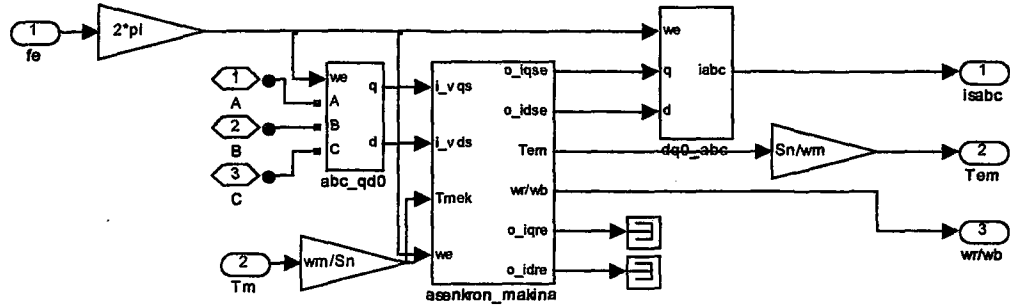 1
fe
2*pi
1
A
2
B
3
C
we
A
B
C
q
d
abc_qd0
2
Tm
wm/Sn
i_vqs
i_vds
Tmek
we
o_iqse
o_idse
Tem
wr/wb
o_iqre
o_idre
asenkron_makina
we
q
d
iabc
dq0_abc
Sn/wm
1
isabc
2
Tem
3
wr/wb